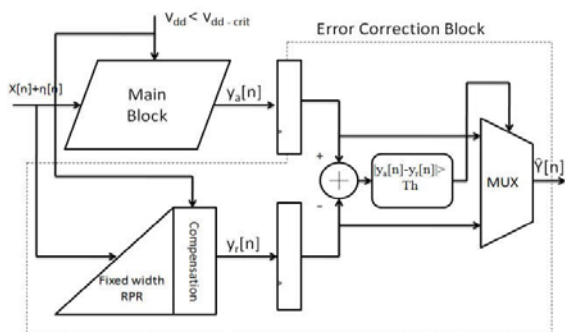 Vdd < Vdd - crit
Error Correction Block
X[n]+η[n]
Main
Block
ya[n]
+
|ya[n]-yr[n]|>
Th
MUX
Ŷ[n]
-
Compensation
yr[n]
Fixed width
RPR